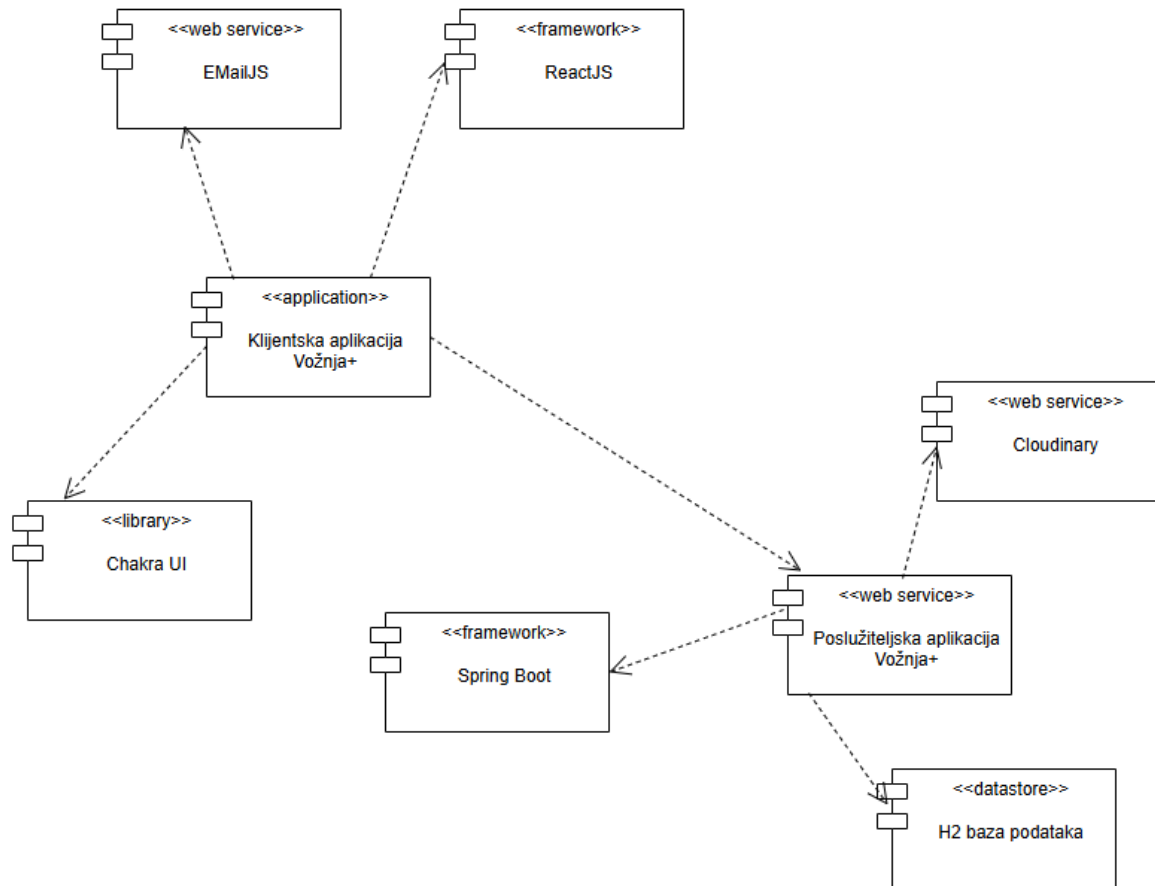 <<web service>>
EMailJS
<<framework>>
ReactJS
<<application>>
Klijentska aplikacija
Vožnja+
<<web service>>
Cloudinary
<<library>>
Chakra UI
<<web service>>
Poslužiteljska aplikacija
Vožnja+
<<framework>>
Spring Boot
<<datastore>>
H2 baza podataka